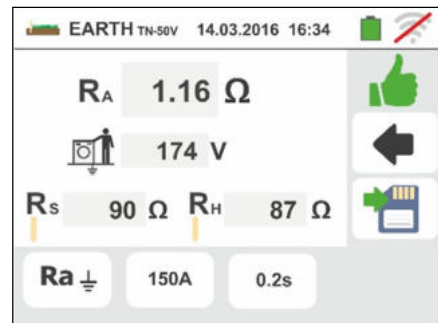 EARTH TN-50V 14.03.2016 16:34
RA 1.16 Ω
174 V
RS 90 Ω RH 87 Ω
Ra 150A 0.2s